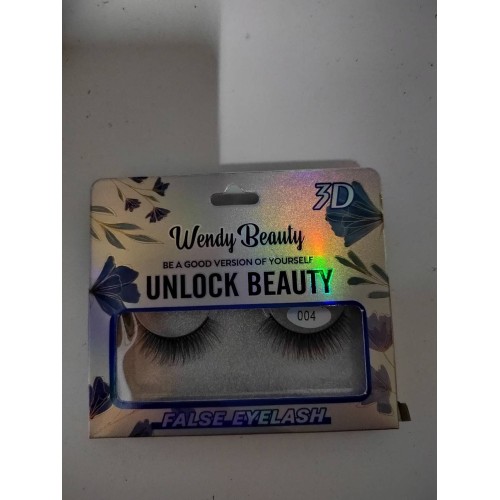 3D
Wendy Beauty
BE A GOOD VERSION OF YOURSELF
UNLOCK BEAUTY
004
FALSE EYELASH